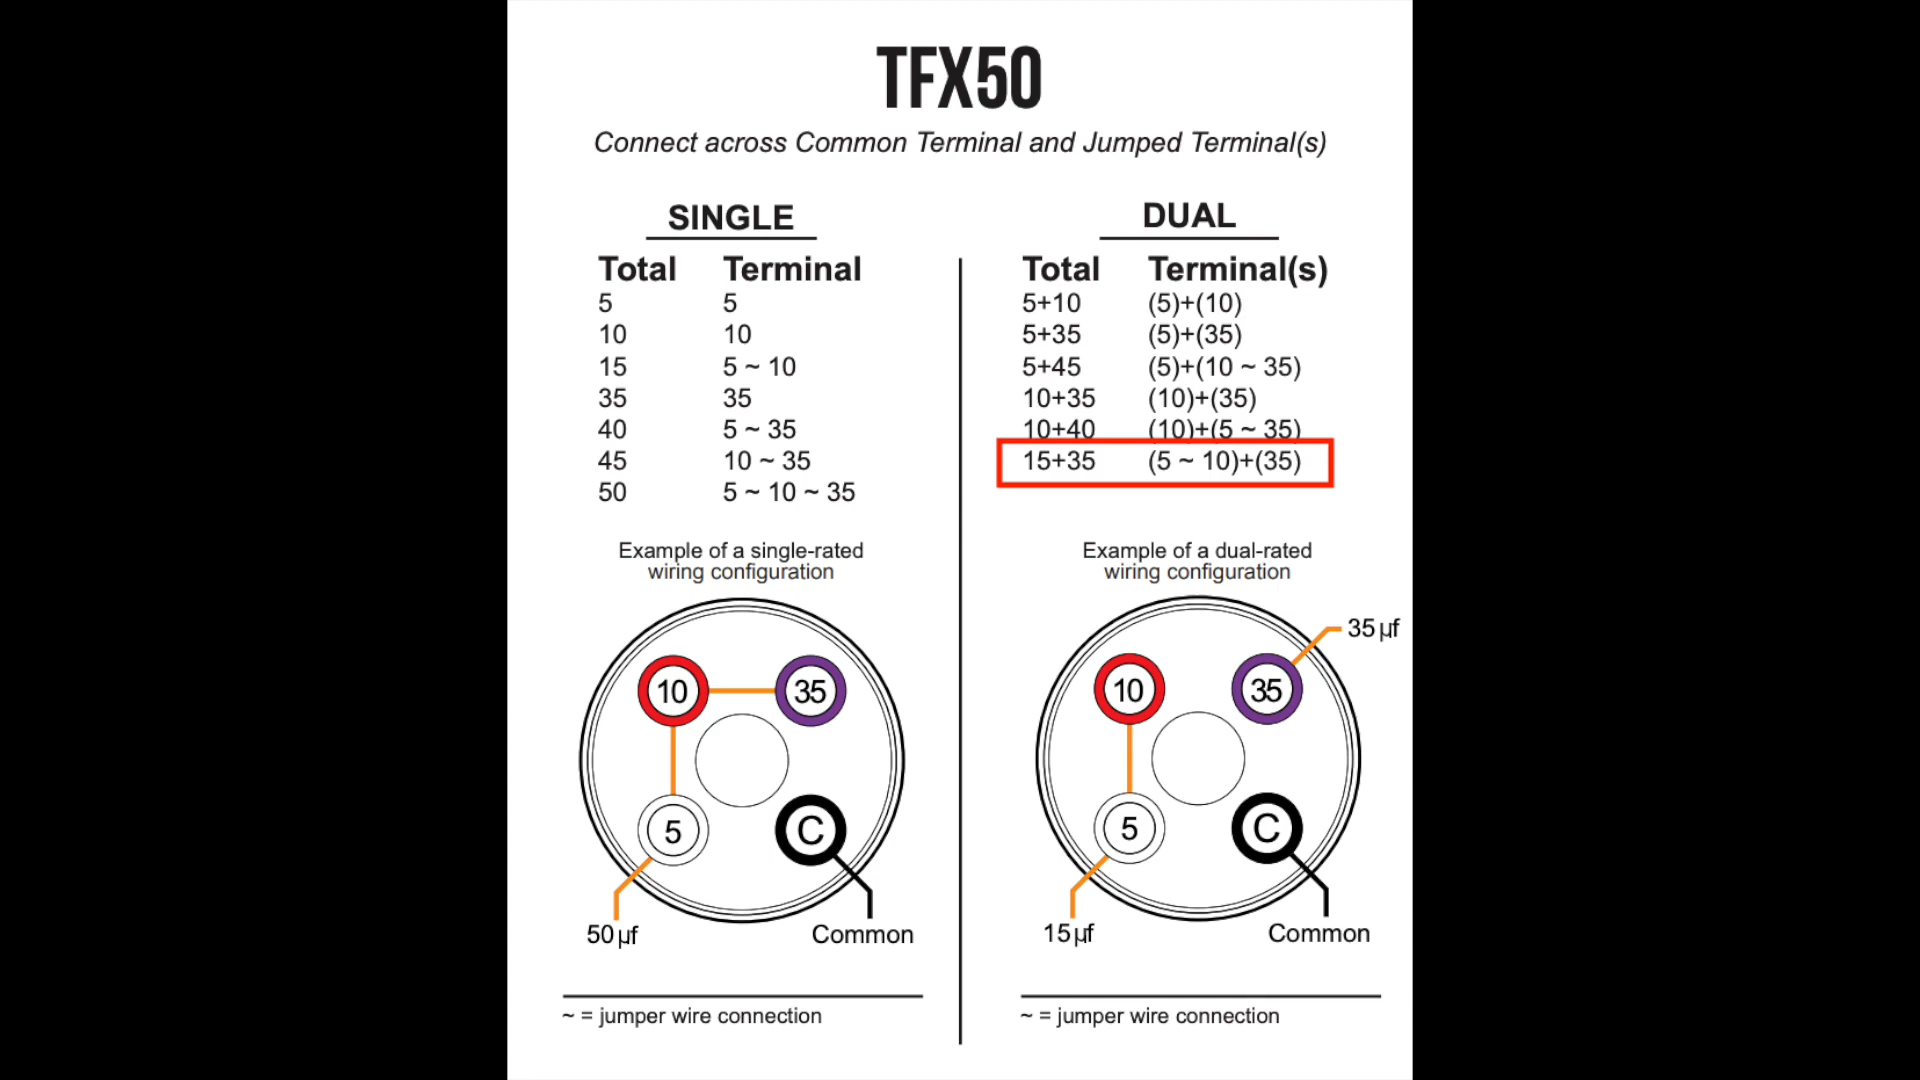 TFX50
Connect across Common Terminal and Jumped Terminal(s)
SINGLE
Total Terminal
5 5
10 10
15 5 ~ 10
35 35
40 5 ~ 35
45 10 ~ 35
50 5 ~ 10 ~ 35
Example of a single-rated
wiring configuration
10 35
5 C
50 µf Common
~ = jumper wire connection
DUAL
Total Terminal(s)
5+10 (5)+(10)
5+35 (5)+(35)
5+45 (5)+(10 ~ 35)
10+35 (10)+(35)
10+40 (10)+(5 ~ 35)
15+35 (5 ~ 10)+(35)
Example of a dual-rated
wiring configuration
35 µf
10 35
5 C
15 µf Common
~ = jumper wire connection